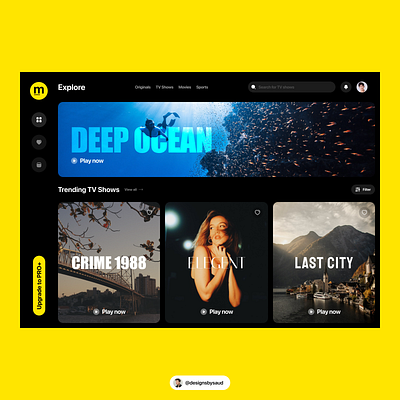 m
Explore
Originals TV Shows Movies Sports
Search for TV shows
DEEP OCEAN
Play now
Trending TV Shows
View all
Filter
CRIME 1988
Play now
ELEGENT
Play now
LAST CITY
Play now
Upgrade to PRO+
@designsbysaud